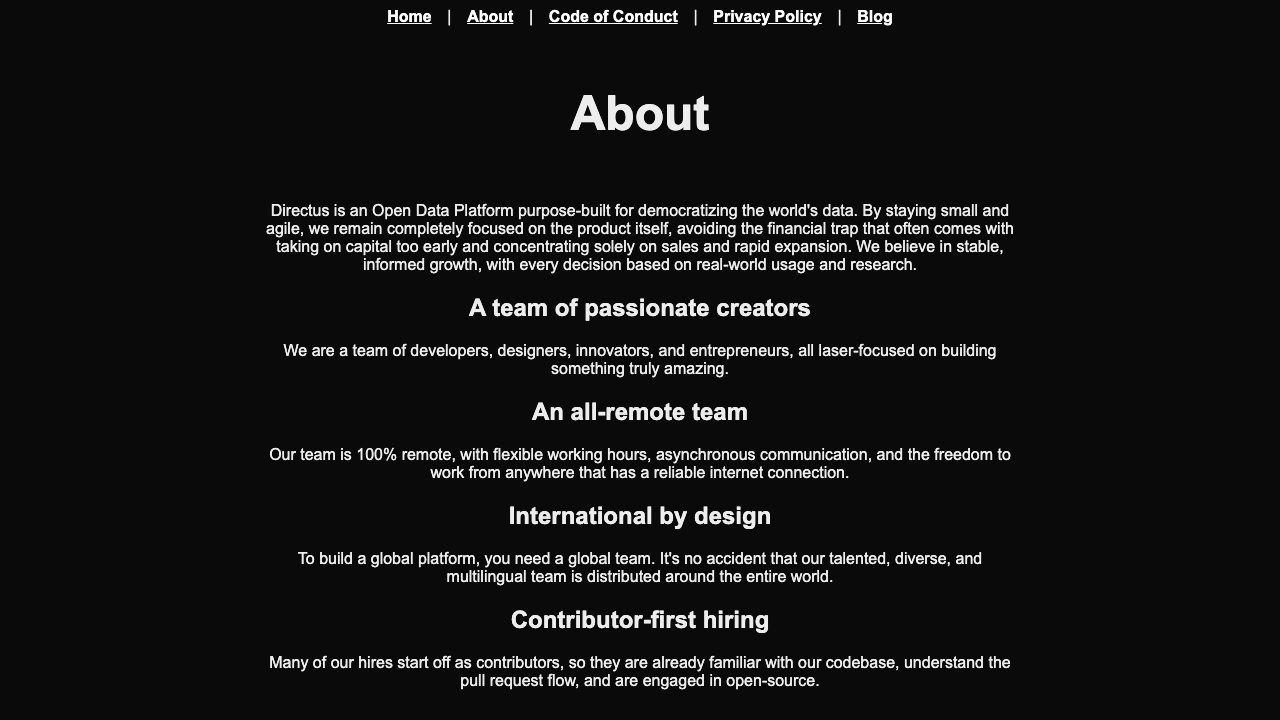 Home | About | Code of Conduct | Privacy Policy | Blog
About
Directus is an Open Data Platform purpose-built for democratizing the world's data. By staying small and
agile, we remain completely focused on the product itself, avoiding the financial trap that often comes with
taking on capital too early and concentrating solely on sales and rapid expansion. We believe in stable,
informed growth, with every decision based on real-world usage and research.
A team of passionate creators
We are a team of developers, designers, innovators, and entrepreneurs, all laser-focused on building
something truly amazing.
An all-remote team
Our team is 100% remote, with flexible working hours, asynchronous communication, and the freedom to
work from anywhere that has a reliable internet connection.
International by design
To build a global platform, you need a global team. It's no accident that our talented, diverse, and
multilingual team is distributed around the entire world.
Contributor-first hiring
Many of our hires start off as contributors, so they are already familiar with our codebase, understand the
pull request flow, and are engaged in open-source.